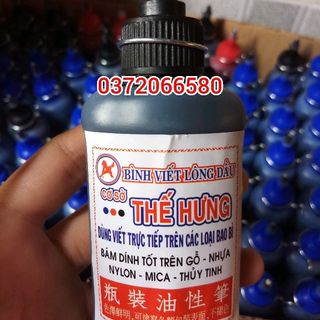 0372066580
BÌNH VIẾT LÔNG DẦU
CƠ SỞ
THẾ HƯNG
DÙNG VIẾT TRỰC TIẾP TRÊN CÁC LOẠI BAO BÌ
BÁM DÍNH TỐT TRÊN GỖ - NHỰA
NYLON - MICA - THỦY TINH
瓶裝油性筆